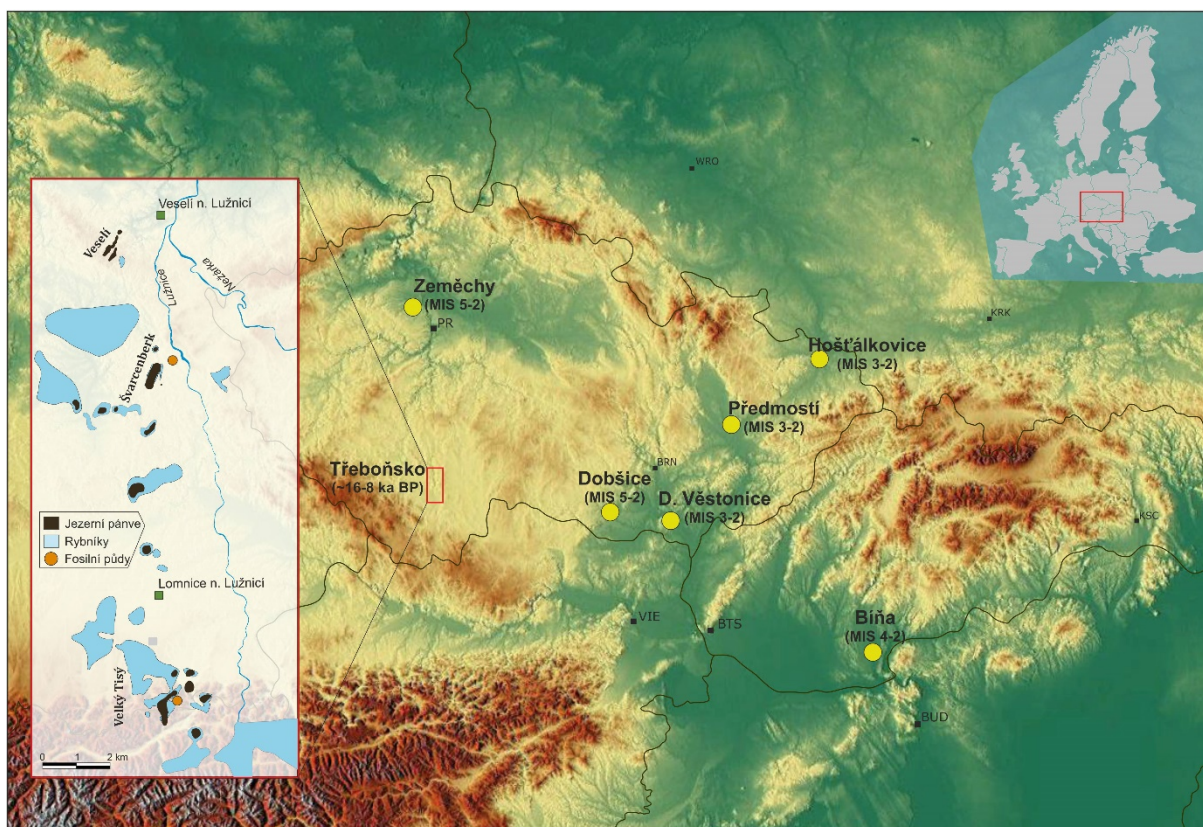 WRO
Zeměchy
(MIS 5-2)
PR
KRK
Hošťálkovice
(MIS 3-2)
Předmostí
(MIS 3-2)
BRN
Třeboňsko
(~16-8 ka BP)
Dobšice
(MIS 5-2)
D. Věstonice
(MIS 3-2)
KSC
VIE
BTS
Bíňa
(MIS 4-2)
BUD
Veselí n. Lužnicí
Veselí
Lužnice
Nežárka
Švarcenberk
Jezerní pánve
Rybníky
Fosilní půdy
Lomnice n. Lužnicí
Velký Tisý
0 1 2 km